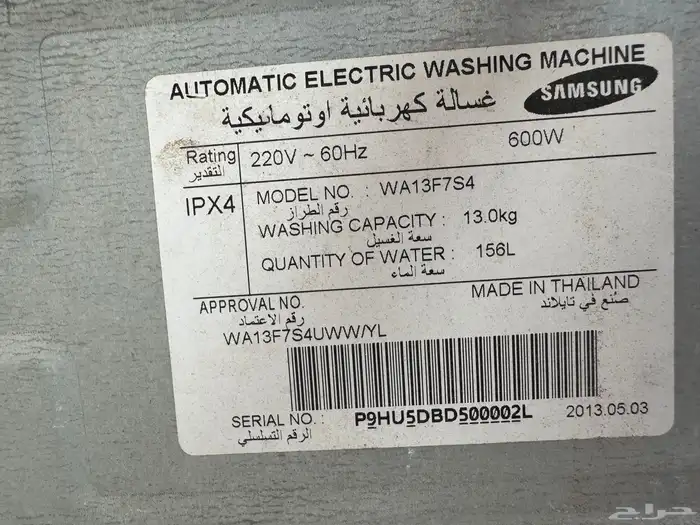 AUTOMATIC ELECTRIC WASHING MACHINE
غسالة كهربائية اوتوماتيكية
SAMSUNG
Rating 220V ~ 60Hz 600W
التقدير
IPX4
MODEL NO. : WA13F7S4
رقم الطراز
WASHING CAPACITY : 13.0kg
سعة الغسيل
QUANTITY OF WATER : 156L
سعة الماء
APPROVAL NO.
رقم الاعتماد
WA13F7S4UWW/YL
MADE IN THAILAND
صنع في تايلاند
SERIAL NO. : P9HU5DBD500002L 2013.05.03
الرقم التسلسلي
حراج